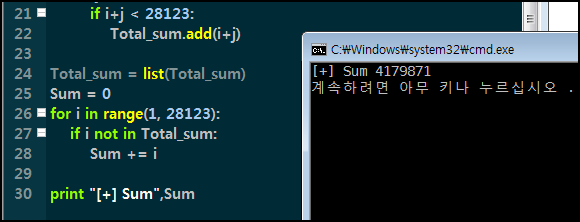 21 if i+j < 28123:
22 Total_sum.add(i+j)
23
24 Total_sum = list(Total_sum)
25 Sum = 0
26 for i in range(1, 28123):
27 if i not in Total_sum:
28 Sum += i
29
30 print "[+] Sum",Sum
C:₩Windows₩system32₩cmd.exe
[+] Sum 4179871
계속하려면 아무 키나 누르십시오 .